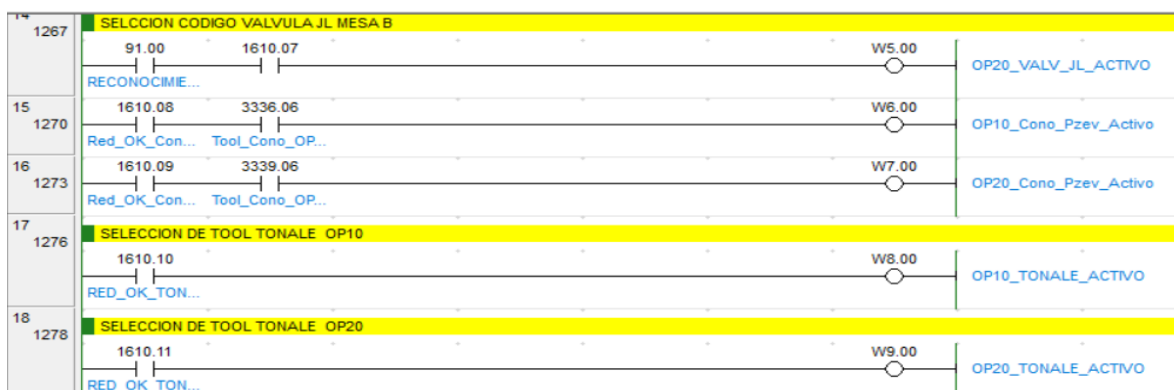 14 SELCCION CODIGO VALVULA JL MESA B
1267
91.00 1610.07 W5.00
OP20_VALV_JL_ACTIVO
RECONOCIMIE...
15 1610.08 3336.06 W6.00
1270 OP10_Cono_Pzev_Activo
Red_OK_Con... Tool_Cono_OP...
16 1610.09 3339.06 W7.00
1273 OP20_Cono_Pzev_Activo
Red_OK_Con... Tool_Cono_OP...
17 SELECCION DE TOOL TONALE OP10
1276
1610.10 W8.00
OP10_TONALE_ACTIVO
RED_OK_TON...
18 SELECCION DE TOOL TONALE OP20
1278
1610.11 W9.00
OP20_TONALE_ACTIVO
RED_OK_TON...